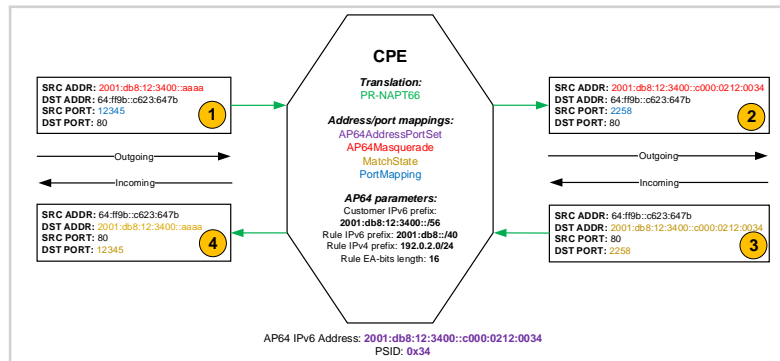 CPE
Translation:
PR-NAPT66
Address/port mappings:
AP64AddressPortSet
AP64Masquerade
MatchState
PortMapping
AP64 parameters:
Customer IPv6 prefix:
2001:db8:12:3400::/56
Rule IPv6 prefix: 2001:db8::/40
Rule IPv4 prefix: 192.0.2.0/24
Rule EA-bits length: 16
SRC ADDR: 2001:db8:12:3400::aaaa
DST ADDR: 64:ff9b::c623:647b
SRC PORT: 12345
DST PORT: 80
1
SRC ADDR: 2001:db8:12:3400::c000:0212:0034
DST ADDR: 64:ff9b::c623:647b
SRC PORT: 2258
DST PORT: 80
2
Outgoing
Incoming
Outgoing
Incoming
SRC ADDR: 64:ff9b::c623:647b
DST ADDR: 2001:db8:12:3400::aaaa
SRC PORT: 80
DST PORT: 12345
4
SRC ADDR: 64:ff9b::c623:647b
DST ADDR: 2001:db8:12:3400::c000:0212:0034
SRC PORT: 80
DST PORT: 2258
3
AP64 IPv6 Address: 2001:db8:12:3400::c000:0212:0034
PSID: 0x34